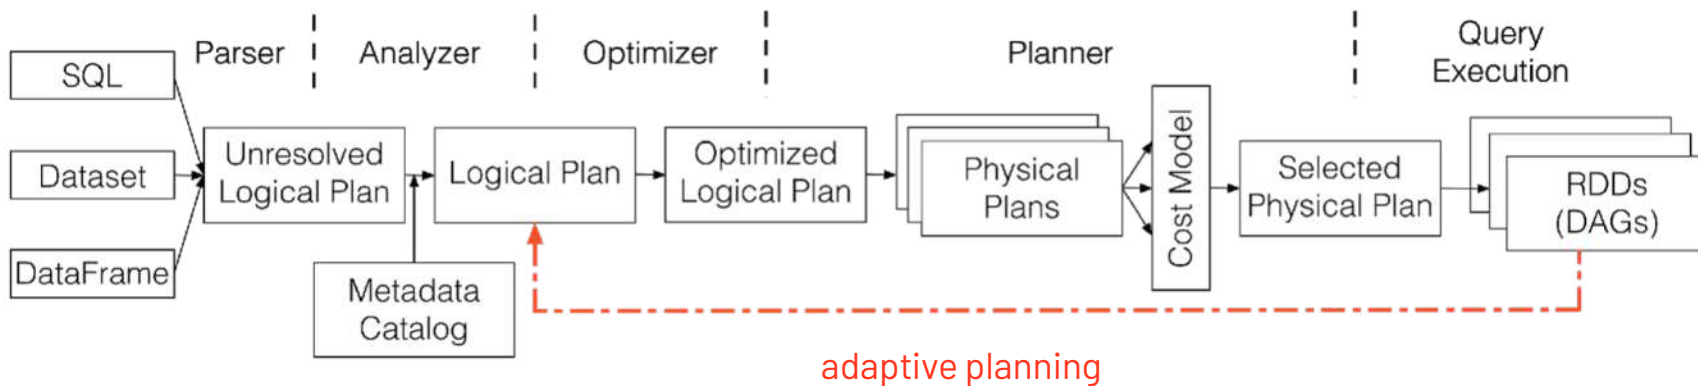 Parser
Analyzer
Optimizer
Planner
Query
Execution
SQL
Dataset
DataFrame
Unresolved
Logical Plan
Metadata
Catalog
Logical Plan
Optimized
Logical Plan
Physical
Plans
Cost Model
Selected
Physical Plan
RDDs
(DAGs)
adaptive planning